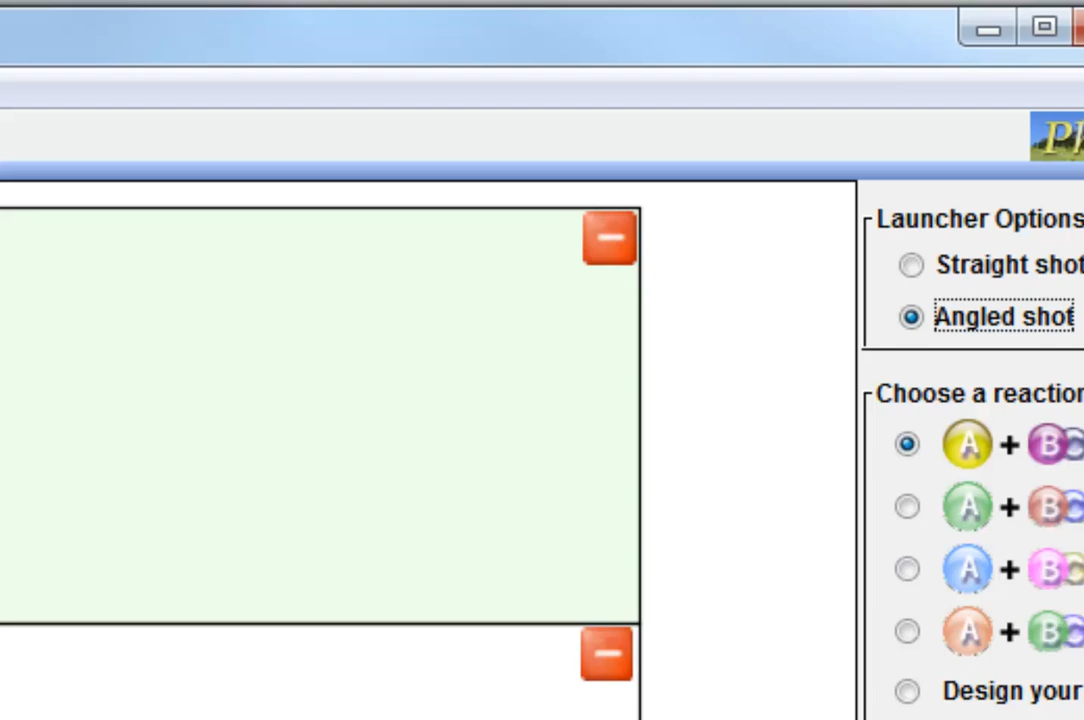 Launcher Options
Straight shot
Angled shot
Choose a reaction
A + B
A + B
A + B
A + B
Design your